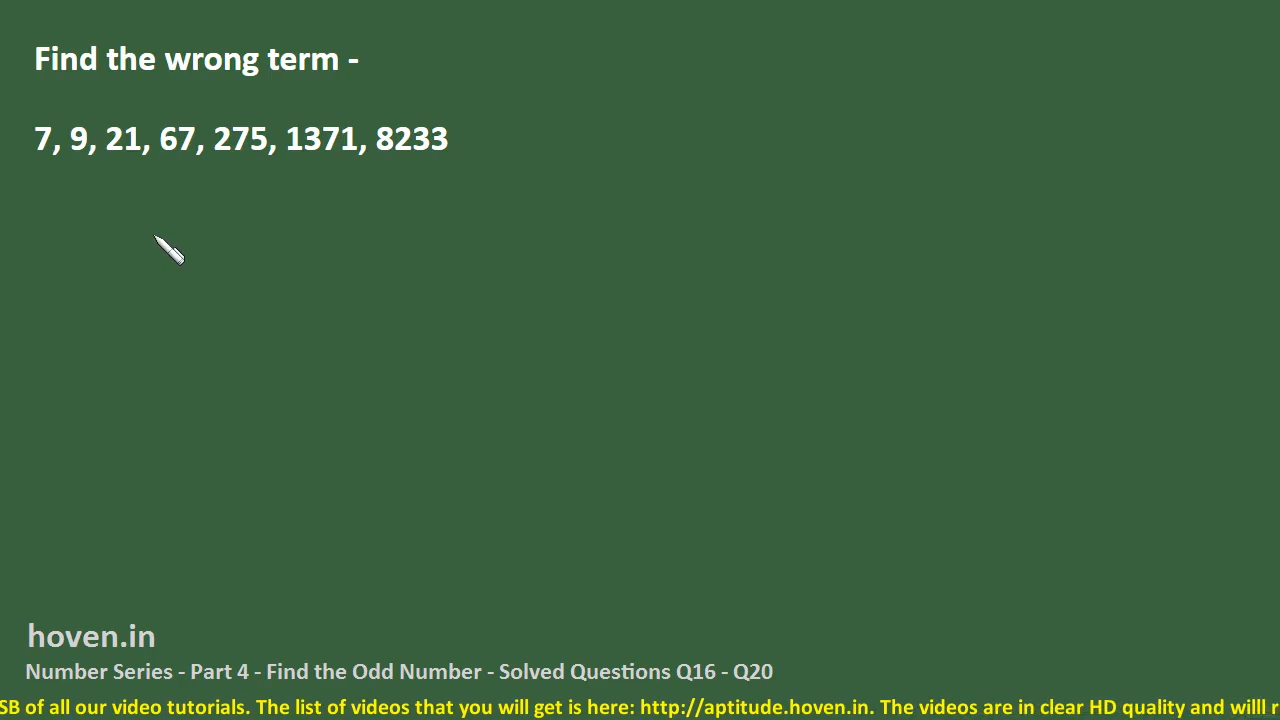 Find the wrong term -
7, 9, 21, 67, 275, 1371, 8233
hoven.in
Number Series - Part 4 - Find the Odd Number - Solved Questions Q16 - Q20
SB of all our video tutorials. The list of videos that you will get is here: http://aptitude.hoven.in. The videos are in clear HD quality and willl